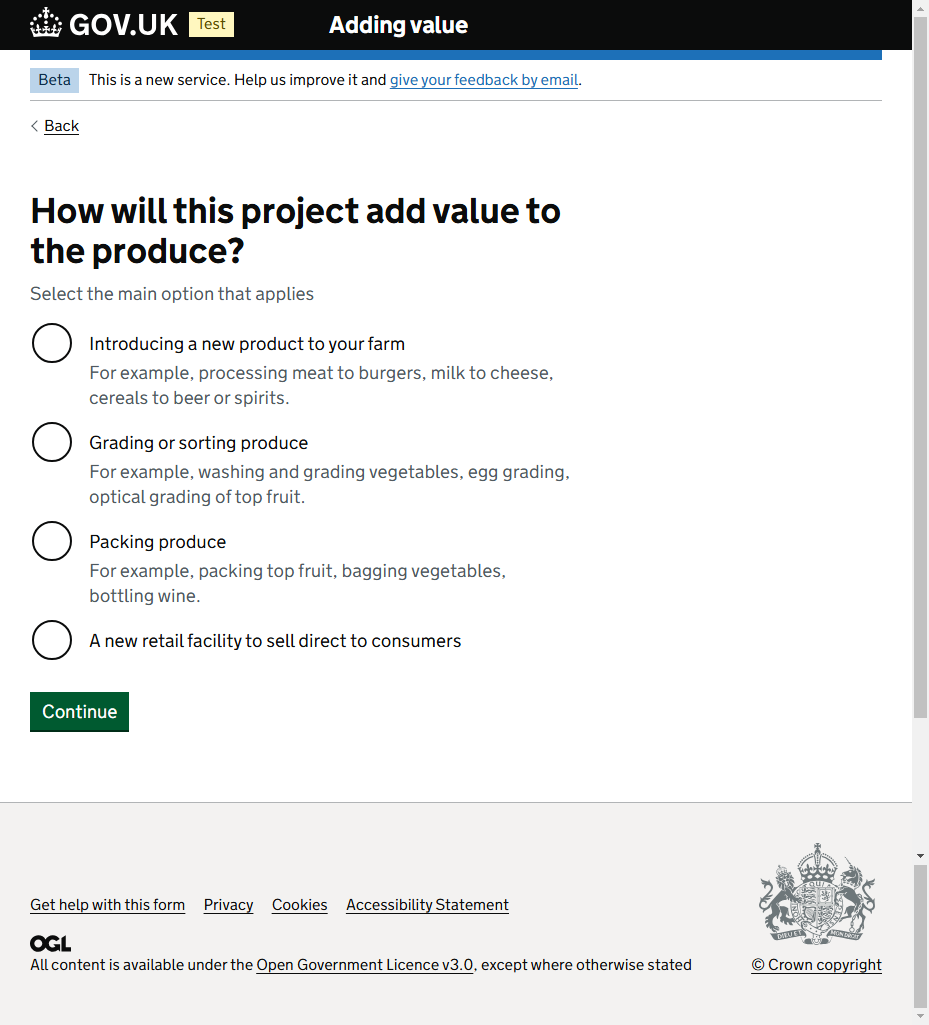 GOV.UK Test Adding value
Beta This is a new service. Help us improve it and give your feedback by email.
Back
How will this project add value to
the produce?
Select the main option that applies
Introducing a new product to your farm
For example, processing meat to burgers, milk to cheese,
cereals to beer or spirits.
Grading or sorting produce
For example, washing and grading vegetables, egg grading,
optical grading of top fruit.
Packing produce
For example, packing top fruit, bagging vegetables,
bottling wine.
A new retail facility to sell direct to consumers
Continue
Get help with this form Privacy Cookies Accessibility Statement
OGL
All content is available under the Open Government Licence v3.0, except where otherwise stated
© Crown copyright